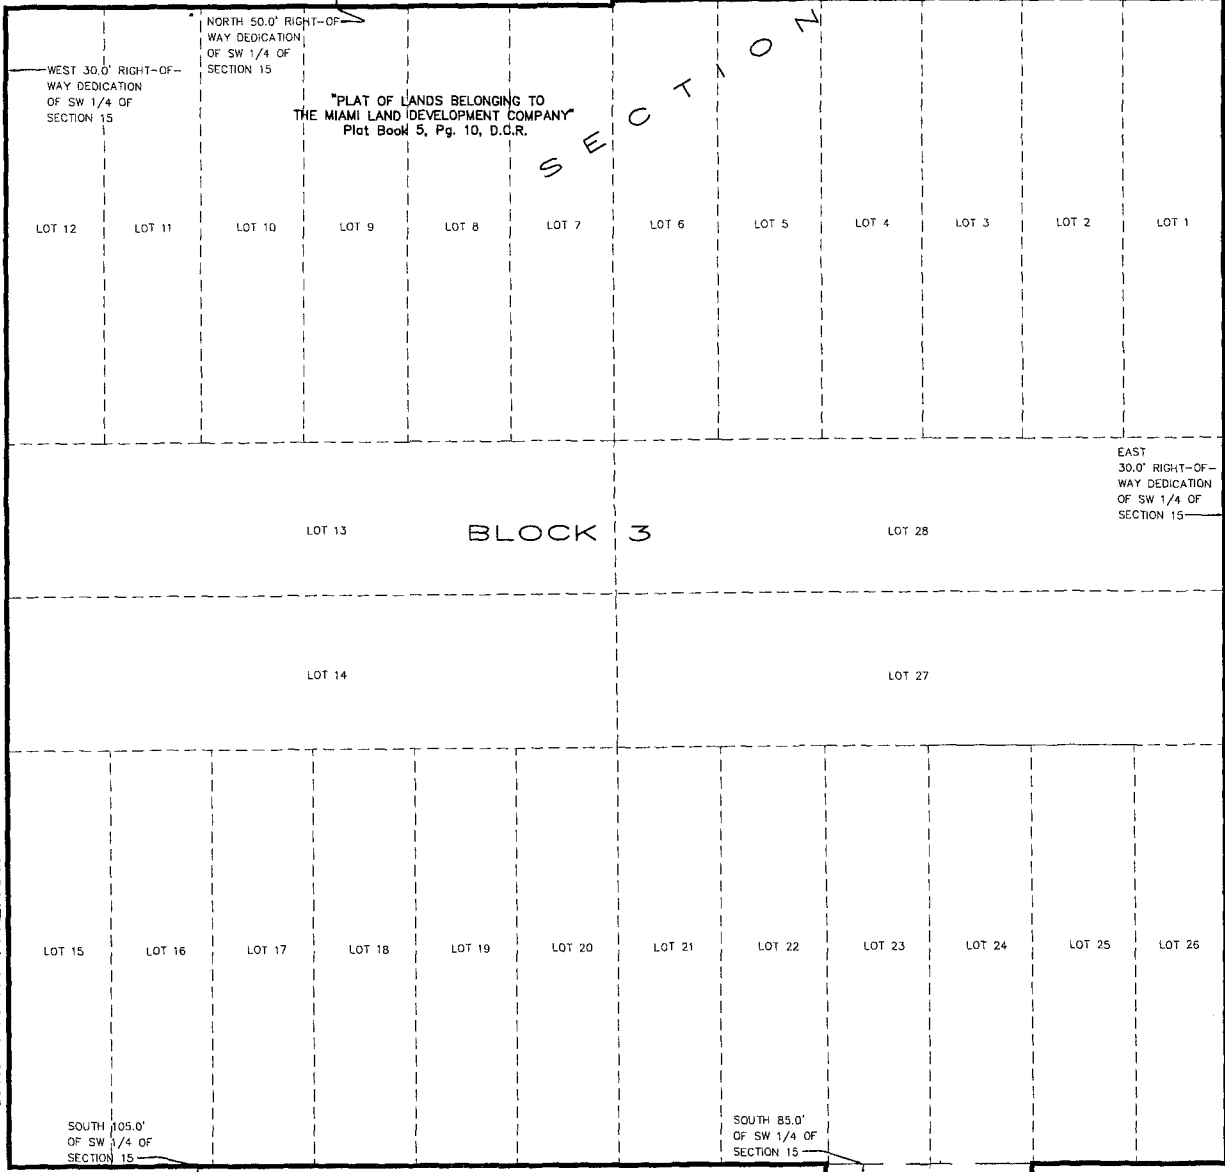 NORTH 50.0' RIGHT-OF-
WAY DEDICATION
OF SW 1/4 OF
SECTION 15
WEST 30.0' RIGHT-OF-
WAY DEDICATION
OF SW 1/4 OF
SECTION 15
"PLAT OF LANDS BELONGING TO
THE MIAMI LAND DEVELOPMENT COMPANY"
Plat Book 5, Pg. 10, D.C.R.
SECTION
LOT 12
LOT 11
LOT 10
LOT 9
LOT 8
LOT 7
LOT 6
LOT 5
LOT 4
LOT 3
LOT 2
LOT 1
EAST
30.0' RIGHT-OF-
WAY DEDICATION
OF SW 1/4 OF
SECTION 15
LOT 13
BLOCK 3
LOT 28
LOT 14
LOT 27
LOT 15
LOT 16
LOT 17
LOT 18
LOT 19
LOT 20
LOT 21
LOT 22
LOT 23
LOT 24
LOT 25
LOT 26
SOUTH 105.0'
OF SW 1/4 OF
SECTION 15
SOUTH 85.0'
OF SW 1/4 OF
SECTION 15